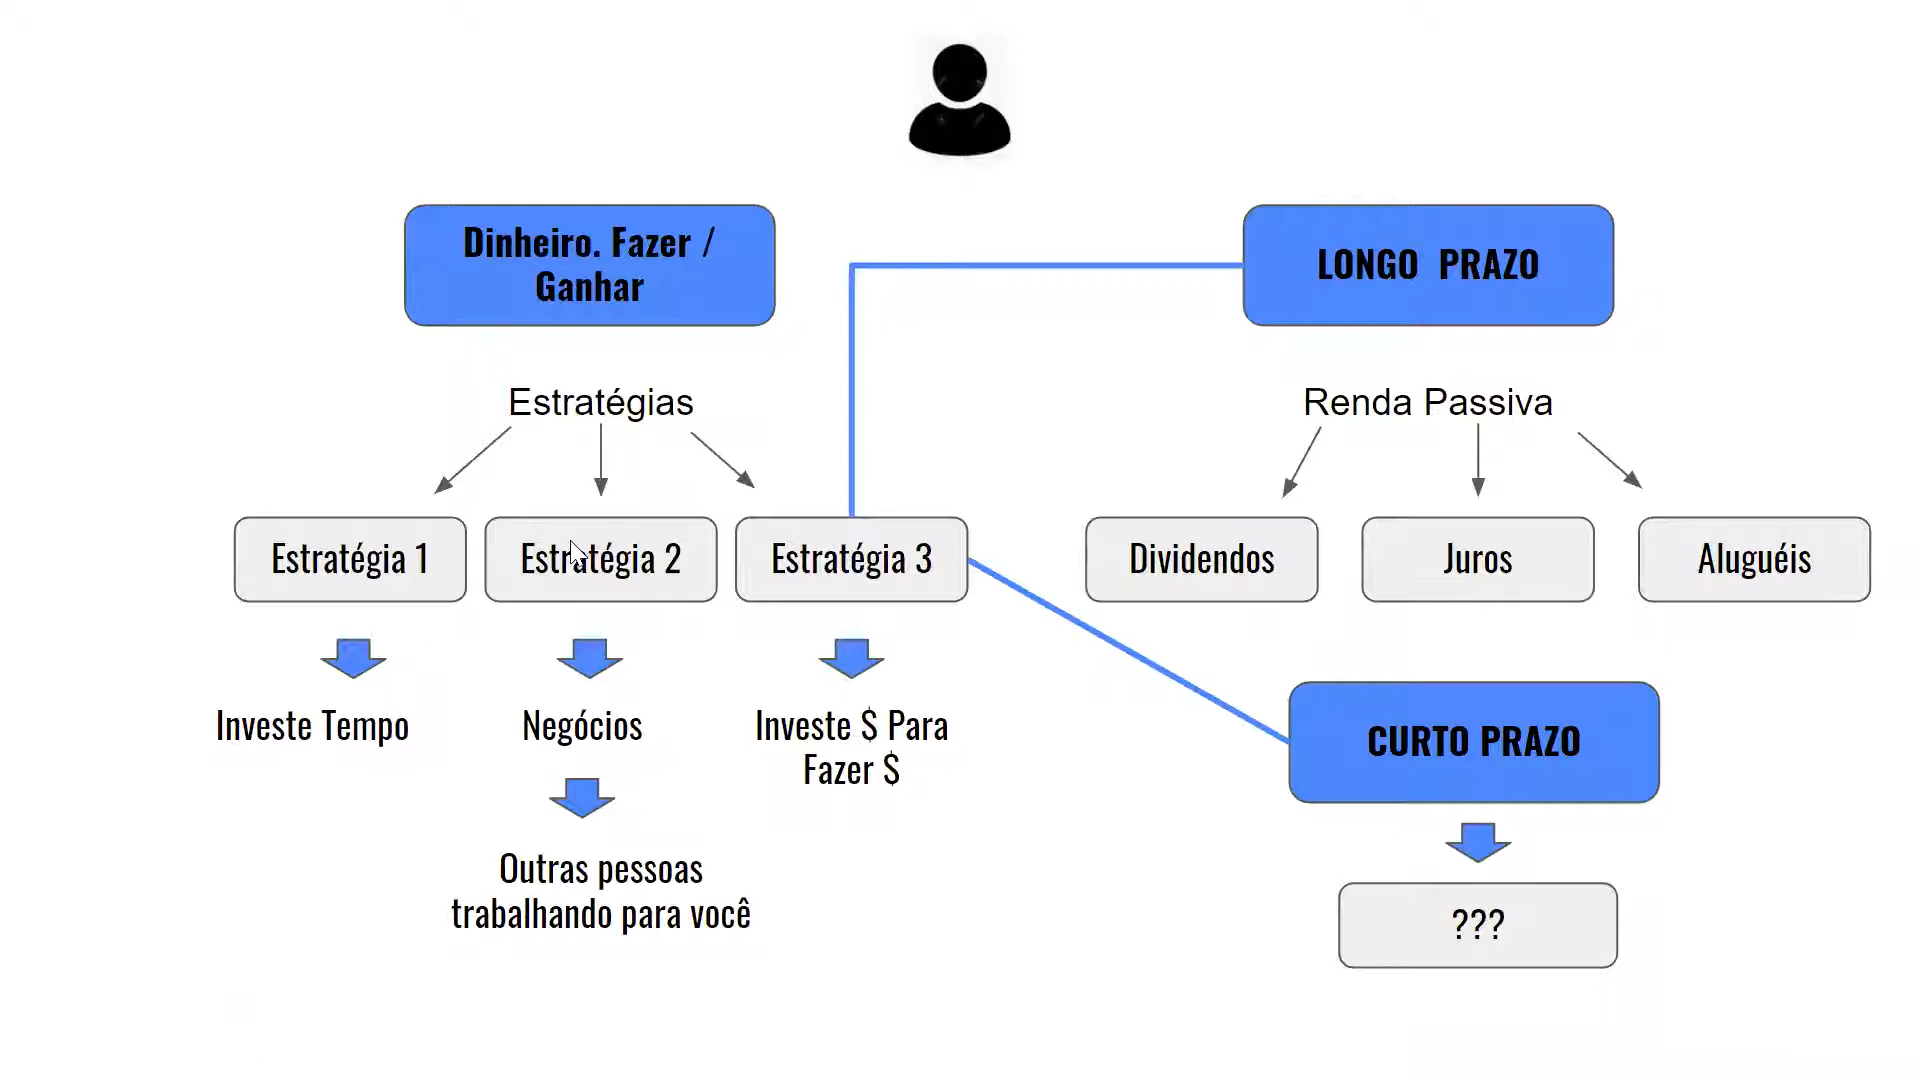 Dinheiro. Fazer /
Ganhar
LONGO PRAZO
Estratégias
Renda Passiva
Estratégia 1
Estratégia 2
Estratégia 3
Dividendos
Juros
Aluguéis
Investe Tempo
Negócios
Investe $ Para
Fazer $
CURTO PRAZO
Outras pessoas
trabalhando para você
???